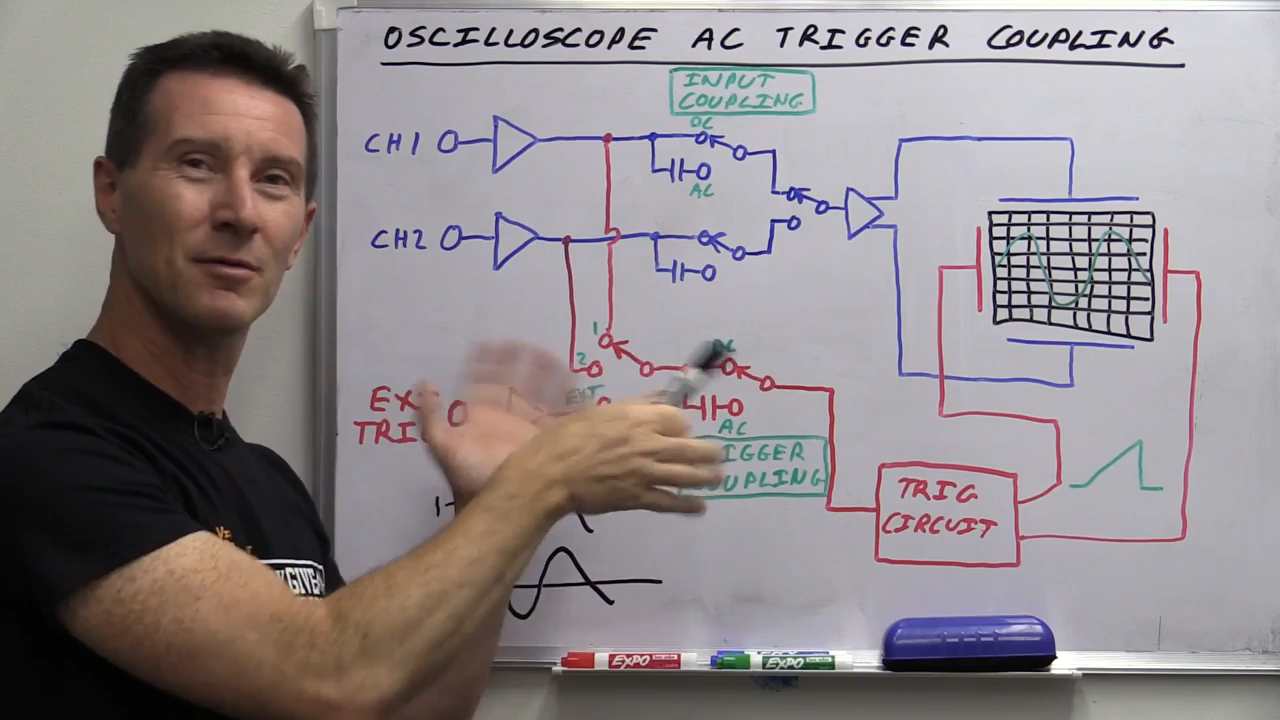 OSCILLOSCOPE AC TRIGGER COUPLING
INPUT
COUPLING
DC
CH1
AC
CH2
1
2
EXT
AC
TRIGGER
COUPLING
TRIG
CIRCUIT
EXPO
EXPO